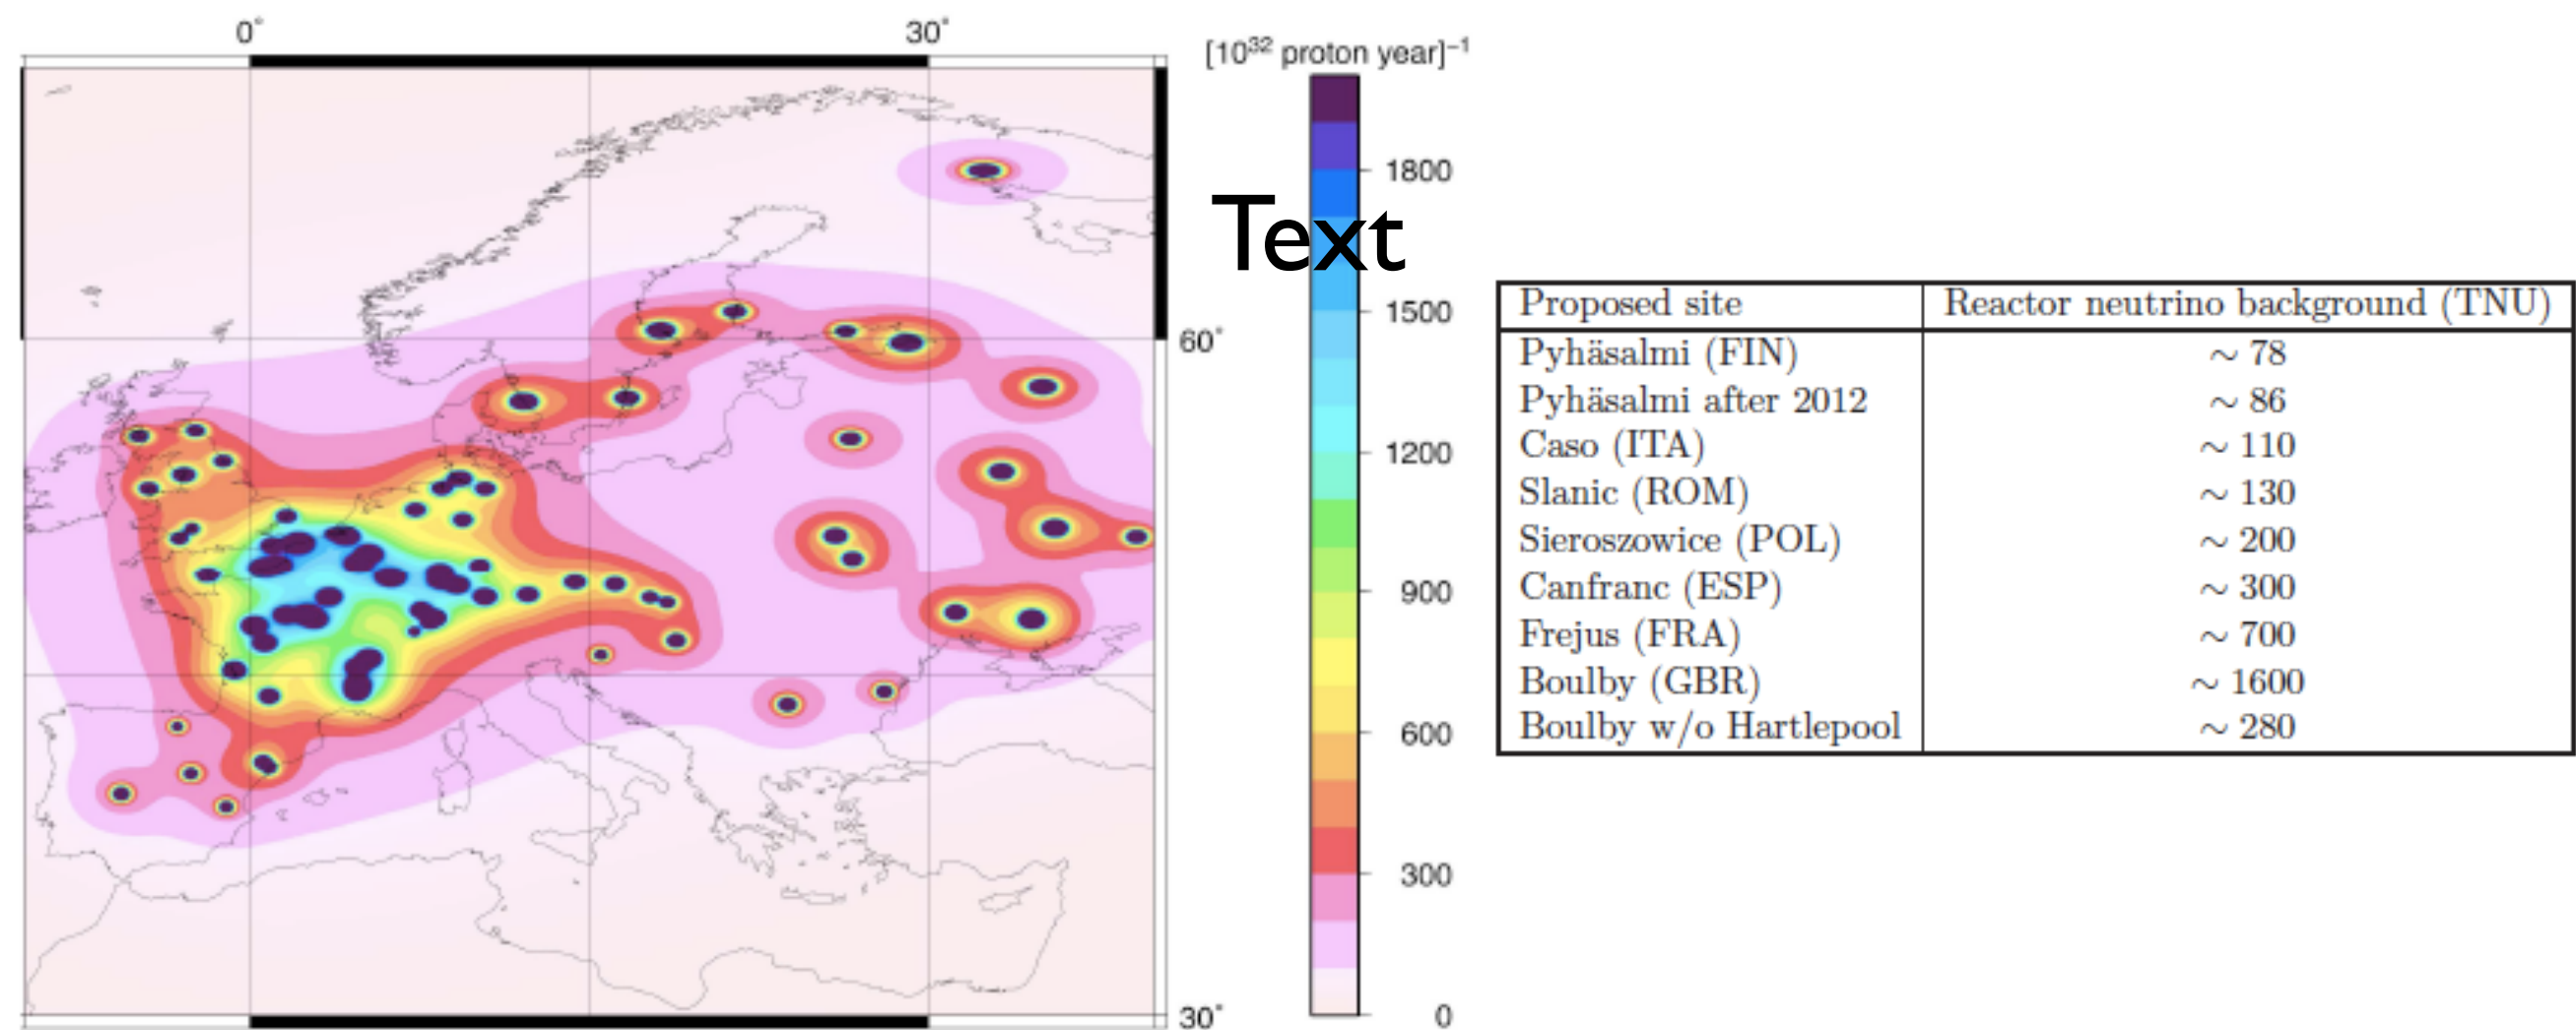 0° 30°
[10³² proton year]⁻¹
1800
Text
1500
60°
1200
900
600
300
0
30°
Proposed site Reactor neutrino background (TNU)
Pyhäsalmi (FIN) ~ 78
Pyhäsalmi after 2012 ~ 86
Caso (ITA) ~ 110
Slanic (ROM) ~ 130
Sieroszowice (POL) ~ 200
Canfranc (ESP) ~ 300
Frejus (FRA) ~ 700
Boulby (GBR) ~ 1600
Boulby w/o Hartlepool ~ 280